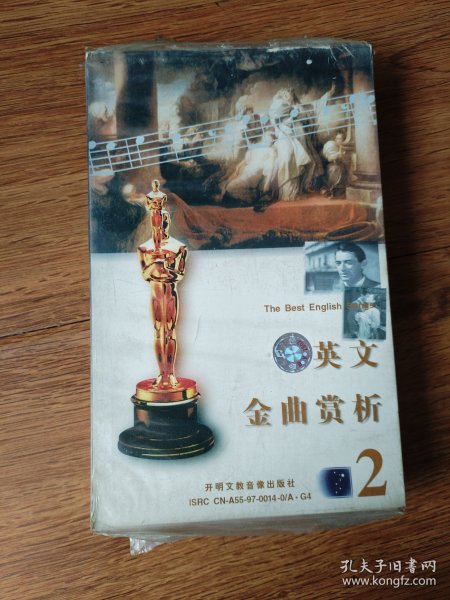 The Best English
英文
金曲赏析
2
开明文教音像出版社
ISRC CN-A55-97-0014-0/A·G4
孔夫子旧书网
www.kongfz.com